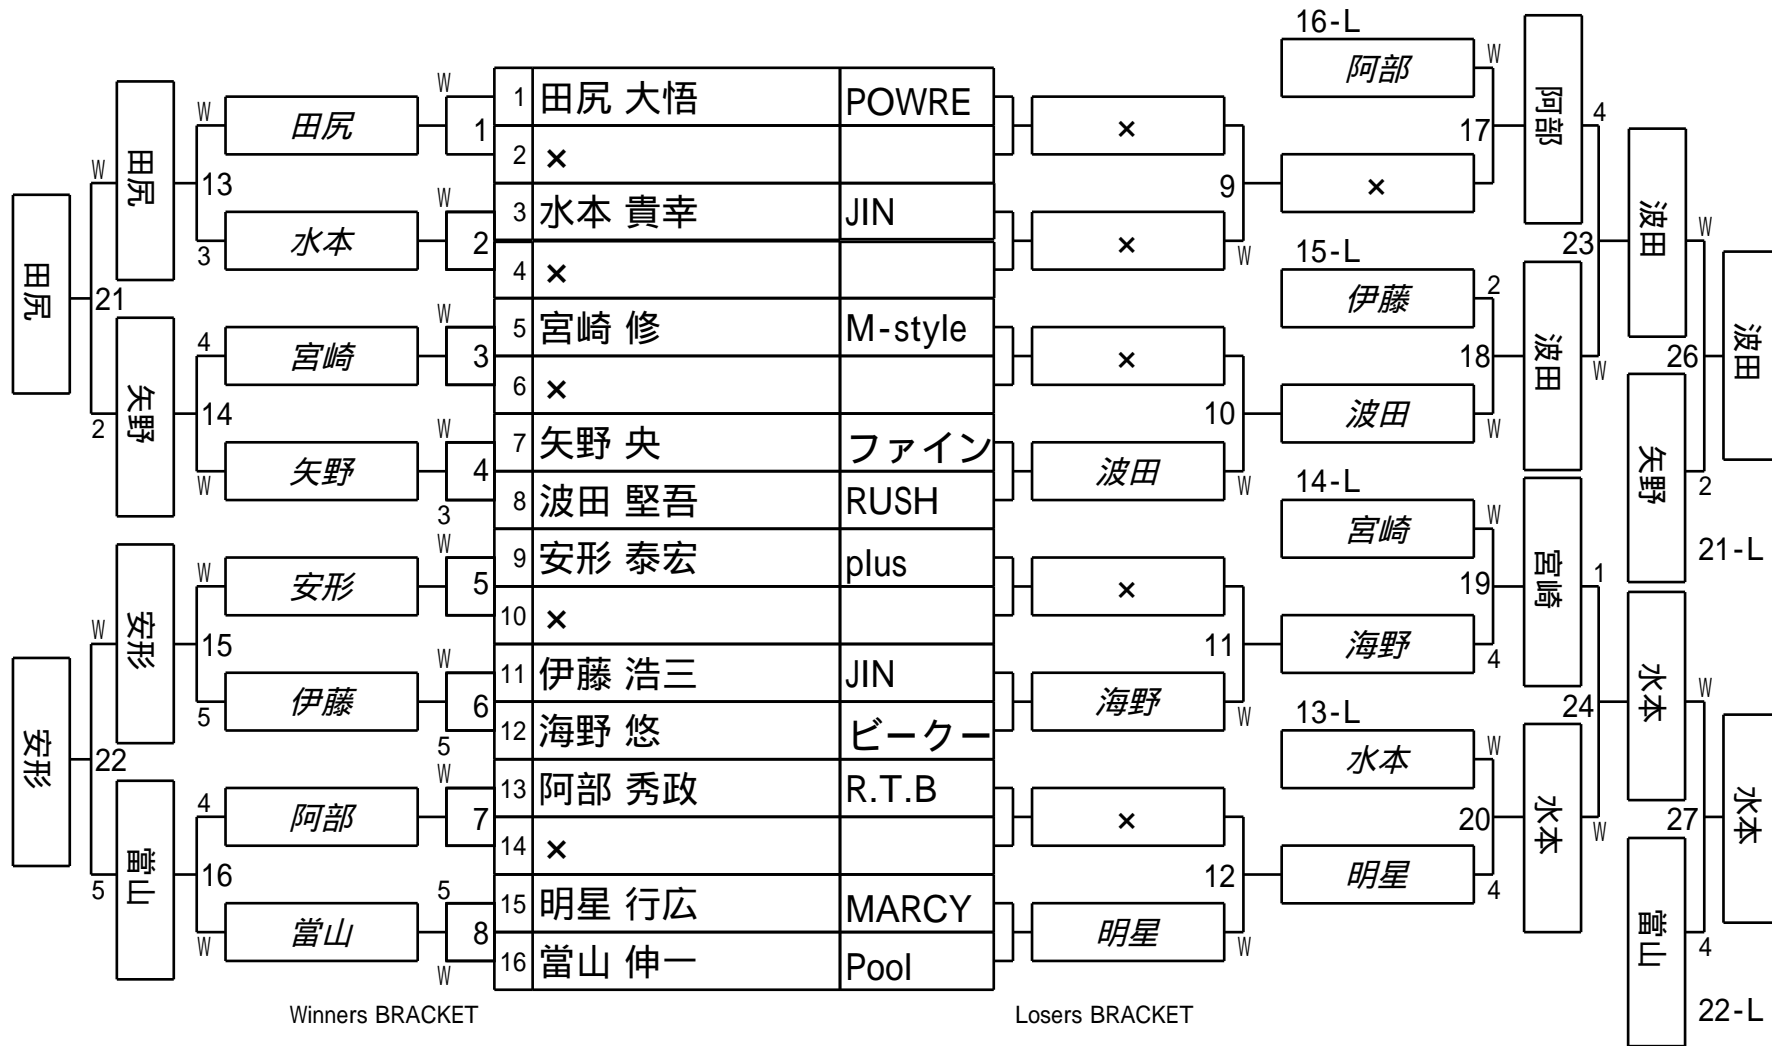 16-L
W 阿部 W
1 田尻 大悟 POWRE
W 田尻 1 × 17 阿部 4
2 ×
W 田尻 13 W 9 × 波田 W
3 水本 貴幸 JIN
3 水本 2 × W 15-L 23
4 ×
田尻 21 W 伊藤 2
5 宮崎 修 M-style
4 宮崎 3 × 18 波田 W 26 波田
6 ×
2 矢野 14 W 10 波田 W
7 矢野 央 ファイン
W 矢野 4 波田 W 14-L 矢野 2
8 波田 堅吾 RUSH
3 宮崎 W
W 21-L
9 安形 泰宏 plus
W 安形 5 × 19 宮崎 1
10 ×
W 安形 15 W 11 海野 4
11 伊藤 浩三 JIN
5 伊藤 6 海野 W 13-L 24 水本 W
12 海野 悠 ビークー
5
安形 22 W 水本 W
13 阿部 秀政 R.T.B
4 阿部 7 × 20 水本 W 27 水本
14 ×
5 當山 16 5 12 明星 4
15 明星 行広 MARCY
W 當山 8 明星 W 當山 4
16 當山 伸一 Pool
W
22-L
Winners BRACKET Losers BRACKET